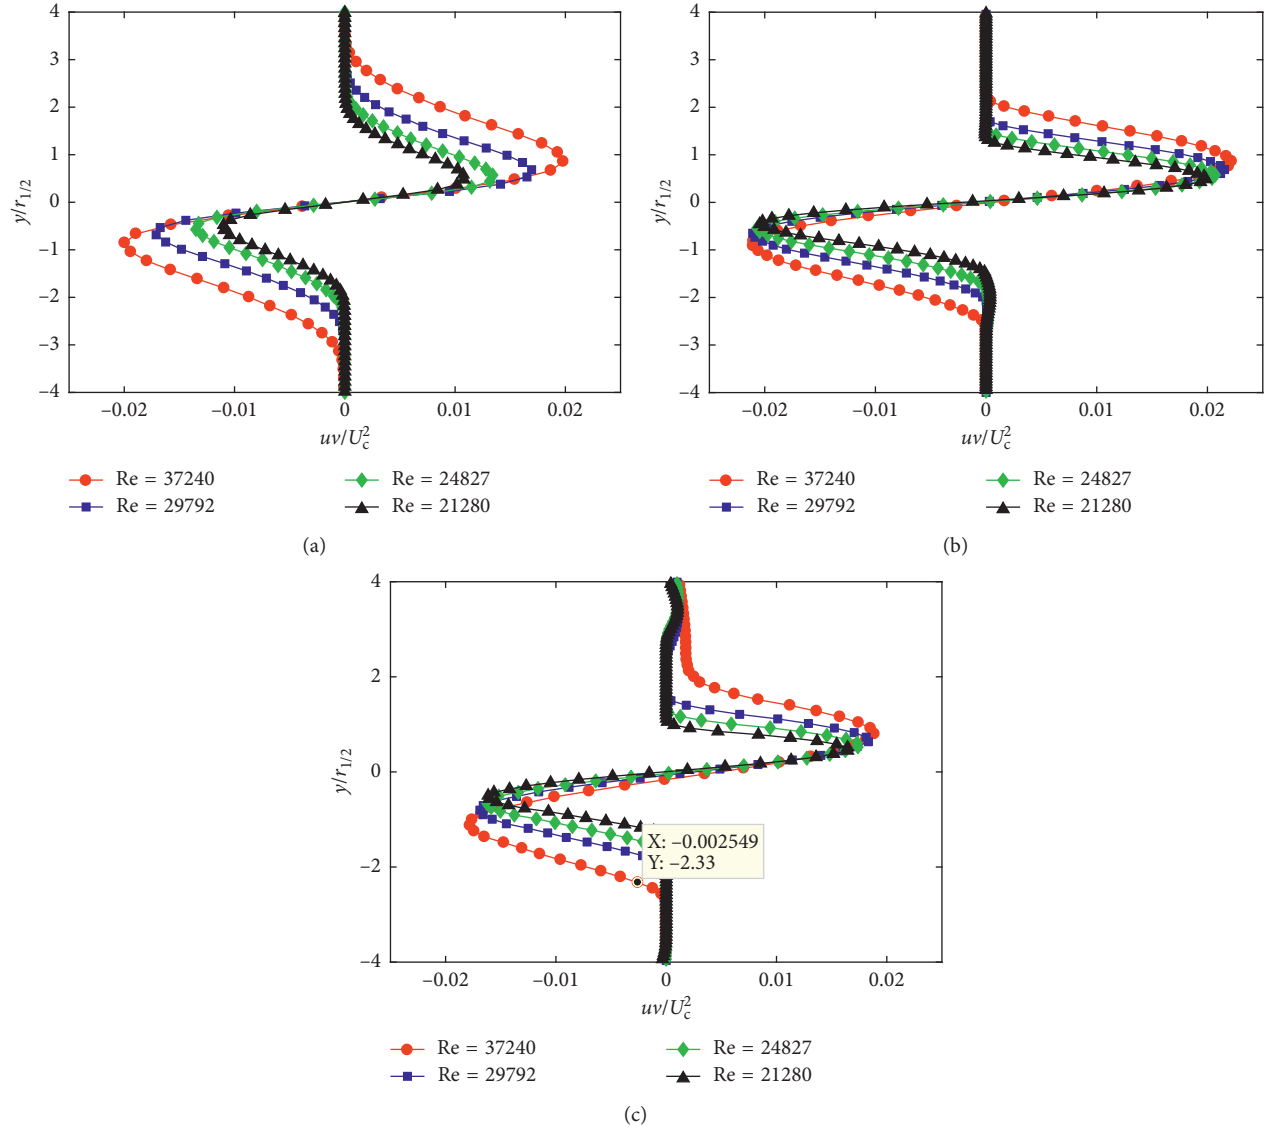 4
3
2
1
0
–1
–2
–3
–4
y/r1/2
–0.02 –0.01 0 0.01 0.02
uv/Uc2
Re = 37240 Re = 24827
Re = 29792 Re = 21280
(a)
4
3
2
1
0
–1
–2
–3
–4
y/r1/2
–0.02 –0.01 0 0.01 0.02
uv/Uc2
Re = 37240 Re = 24827
Re = 29792 Re = 21280
(b)
4
2
0
–2
–4
y/r1/2
X: –0.002549
Y: –2.33
–0.02 –0.01 0 0.01 0.02
uv/Uc2
Re = 37240 Re = 24827
Re = 29792 Re = 21280
(c)